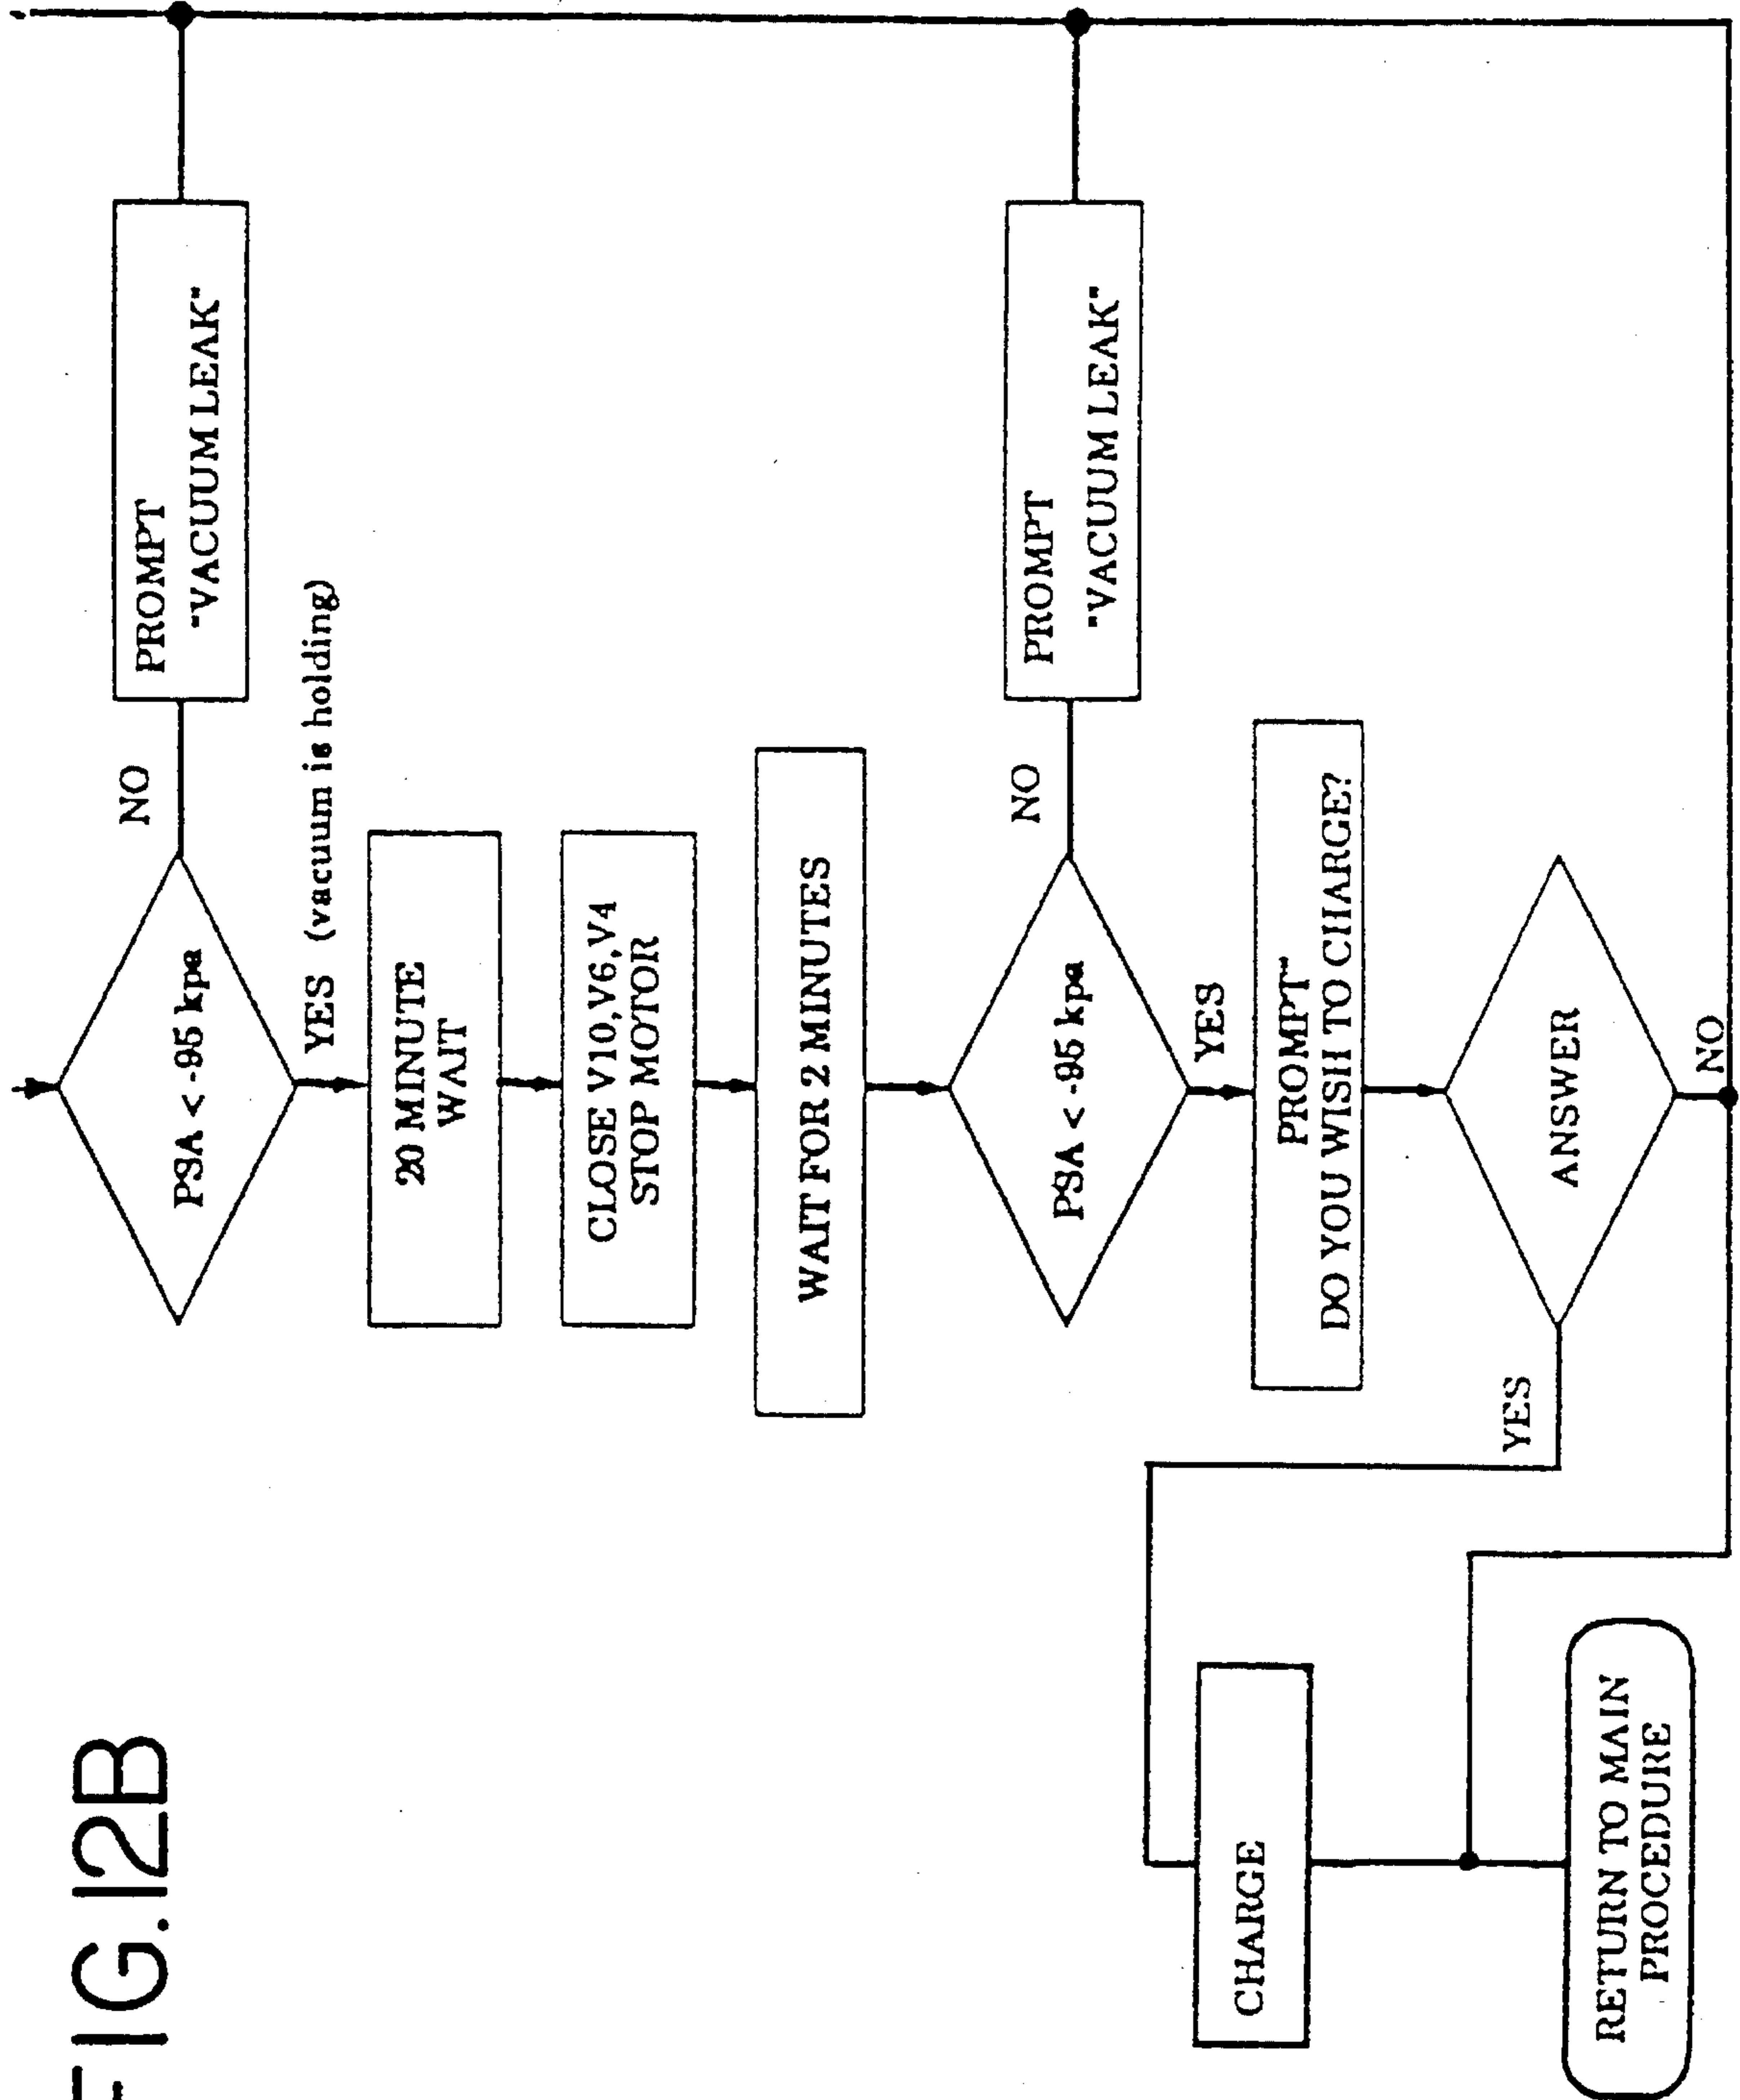 FIG.12B
PSA < -95 kpa
NO
PROMPT
"VACUUM LEAK"
YES (vacuum is holding)
20 MINUTE
WAIT
CLOSE V10,V6,V4
STOP MOTOR
WAIT FOR 2 MINUTES
PSA < -95 kpa
NO
PROMPT
"VACUUM LEAK"
YES
PROMPT"
DO YOU WISH TO CHARGE?
ANSWER
YES
NO
CHARGE
RETURN TO MAIN
PROCEDURE